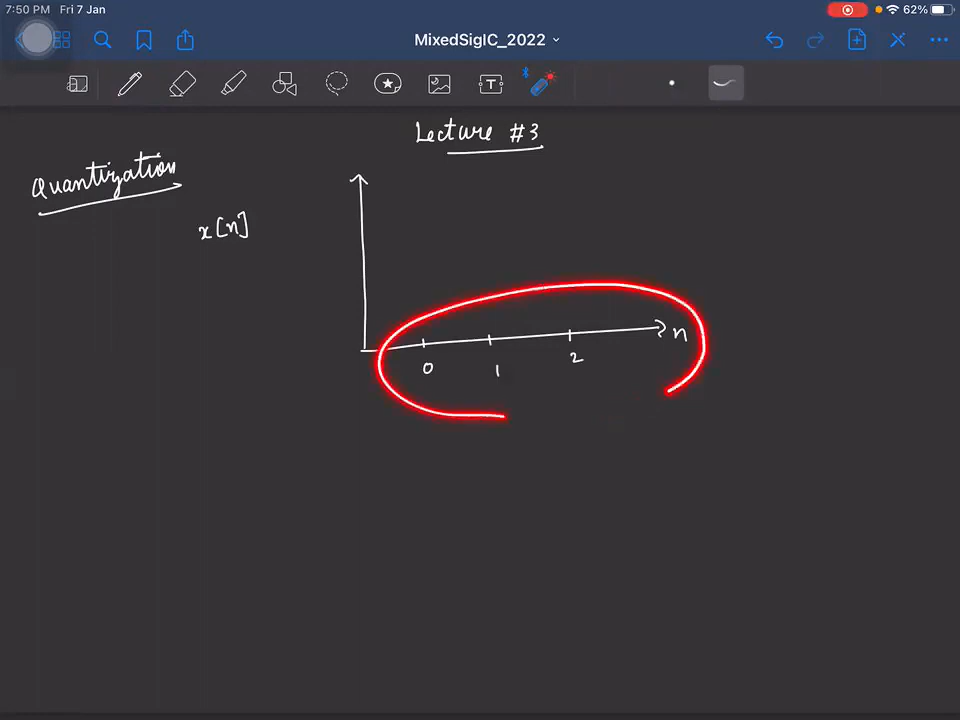 7:50 PM Fri 7 Jan
62%
MixedSigIC_2022
T
Lecture #3
Quantization
x[n]
n
0 1 2